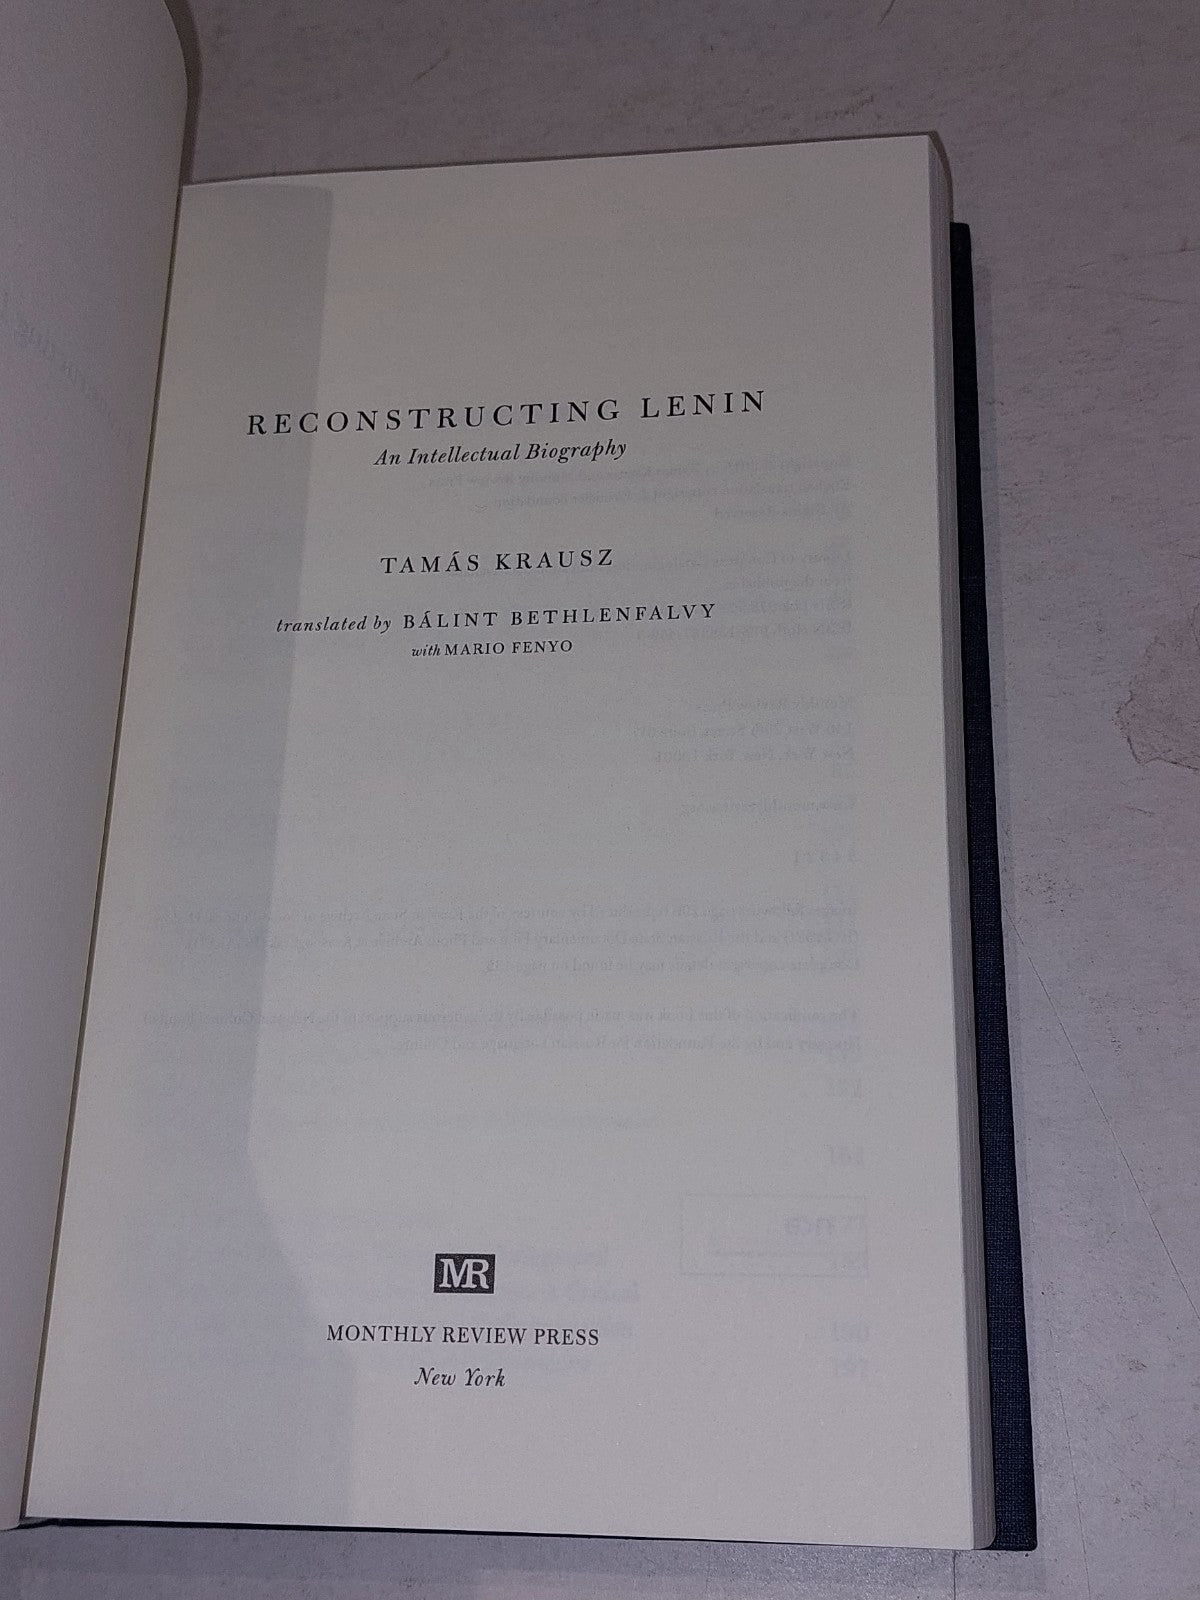 RECONSTRUCTING LENIN
An Intellectual Biography
TAMÁS KRAUSZ
translated by BÁLINT BETHLENFALVY
with MARIO FENYO
MR
MONTHLY REVIEW PRESS
New York